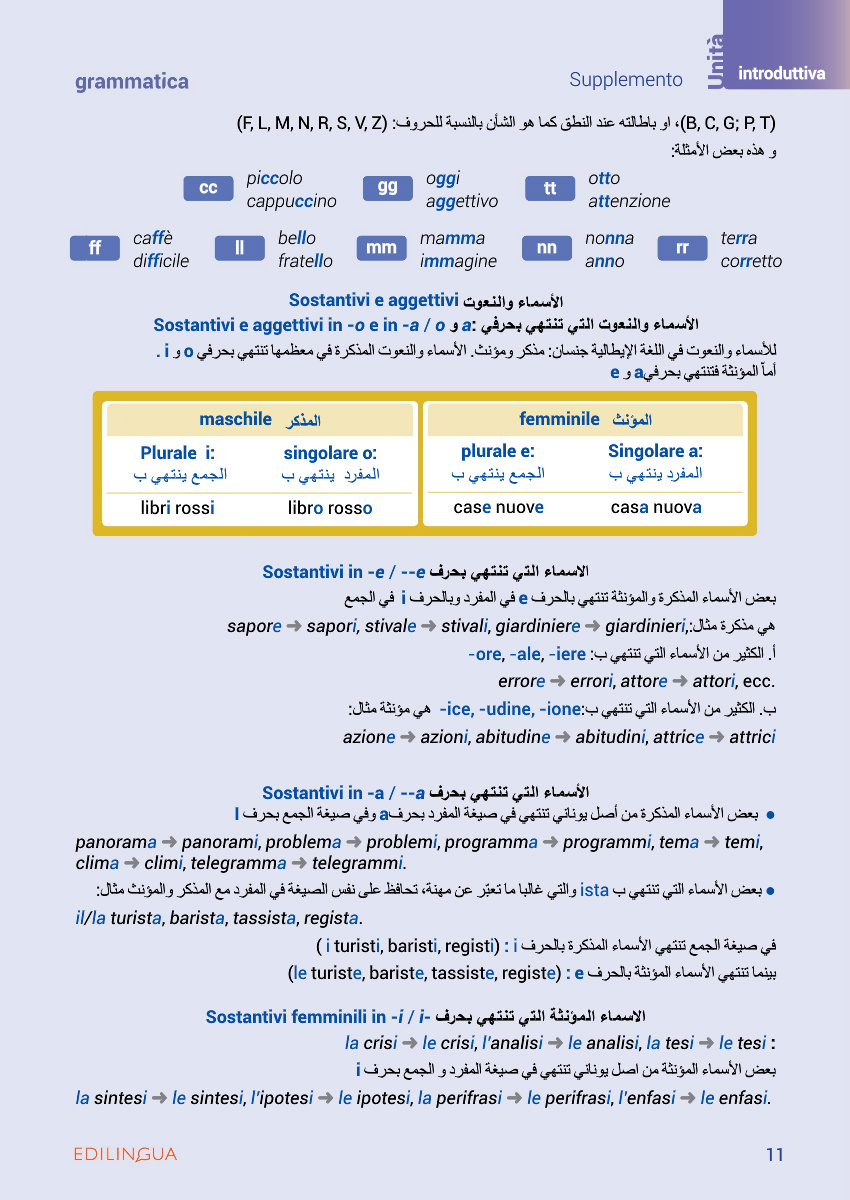 grammatica
Supplemento
Unità
introduttiva
(B, C, G; P, T)، او باطالته عند النطق كما هو الشأن بالنسبة للحروف: (F, L, M, N, R, S, V, Z)
و هذه بعض الأمثلة:
cc piccolo gg oggi tt otto
cappuccino aggettivo attenzione
ff caffè ll bello mm mamma nn nonna rr terra
difficile fratello immagine anno corretto
الأسماء والنعوت Sostantivi e aggettivi
الأسماء والنعوت التي تنتهي بحرفي :a و Sostantivi e aggettivi in -o e in -a / o
للأسماء والنعوت في اللغة الإيطالية جنسان: مذكر ومؤنث. الأسماء والنعوت المذكرة في معظمها تنتهي بحرفي o و i .
أمآ المؤنثة فتنتهي بحرفيa و e
maschile المذكر
femminile المؤنث
Plurale i: singolare o: plurale e: Singolare a:
الجمع ينتهي ب المفرد ينتهي ب الجمع ينتهي ب المفرد ينتهي ب
libri rossi libro rosso case nuove casa nuova
الاسماء التي تنتهي بحرف Sostantivi in -e / --e
بعض الأسماء المذكرة والمؤنثة تنتهي بالحرف e في المفرد وبالحرف i في الجمع
هي مذكرة مثال:sapore ➜ sapori, stivale ➜ stivali, giardiniere ➜ giardinieri,
أ. الكثير من الأسماء التي تنتهي ب: -ore, -ale, -iere
errore ➜ errori, attore ➜ attori, ecc.
ب. الكثير من الأسماء التي تنتهي ب:-ice, -udine, -ione هي مؤنثة مثال:
azione ➜ azioni, abitudine ➜ abitudini, attrice ➜ attrici
الأسماء التي تنتهي بحرف Sostantivi in -a / --a
● بعض الأسماء المذكرة من أصل يوناني تنتهي في صيغة المفرد بحرفa وفي صيغة الجمع بحرف I
panorama ➜ panorami, problema ➜ problemi, programma ➜ programmi, tema ➜ temi,
clima ➜ climi, telegramma ➜ telegrammi.
● بعض الأسماء التي تنتهي ب ista والتي غالبا ما تعبّر عن مهنة، تحافظ على نفس الصيغة في المفرد مع المذكر والمؤنث مثال:
il/la turista, barista, tassista, regista.
في صيغة الجمع تنتهي الأسماء المذكرة بالحرف i : (i turisti, baristi, registi )
بينما تنتهي الأسماء المؤنثة بالحرف e : (le turiste, bariste, tassiste, registe)
الاسماء المؤنثة التي تنتهي بحرف Sostantivi femminili in -i / i-
la crisi ➜ le crisi, l'analisi ➜ le analisi, la tesi ➜ le tesi :
بعض الأسماء المؤنثة من اصل يوناني تنتهي في صيغة المفرد و الجمع بحرف i
la sintesi ➜ le sintesi, l'ipotesi ➜ le ipotesi, la perifrasi ➜ le perifrasi, l'enfasi ➜ le enfasi.
EDILINGUA
11